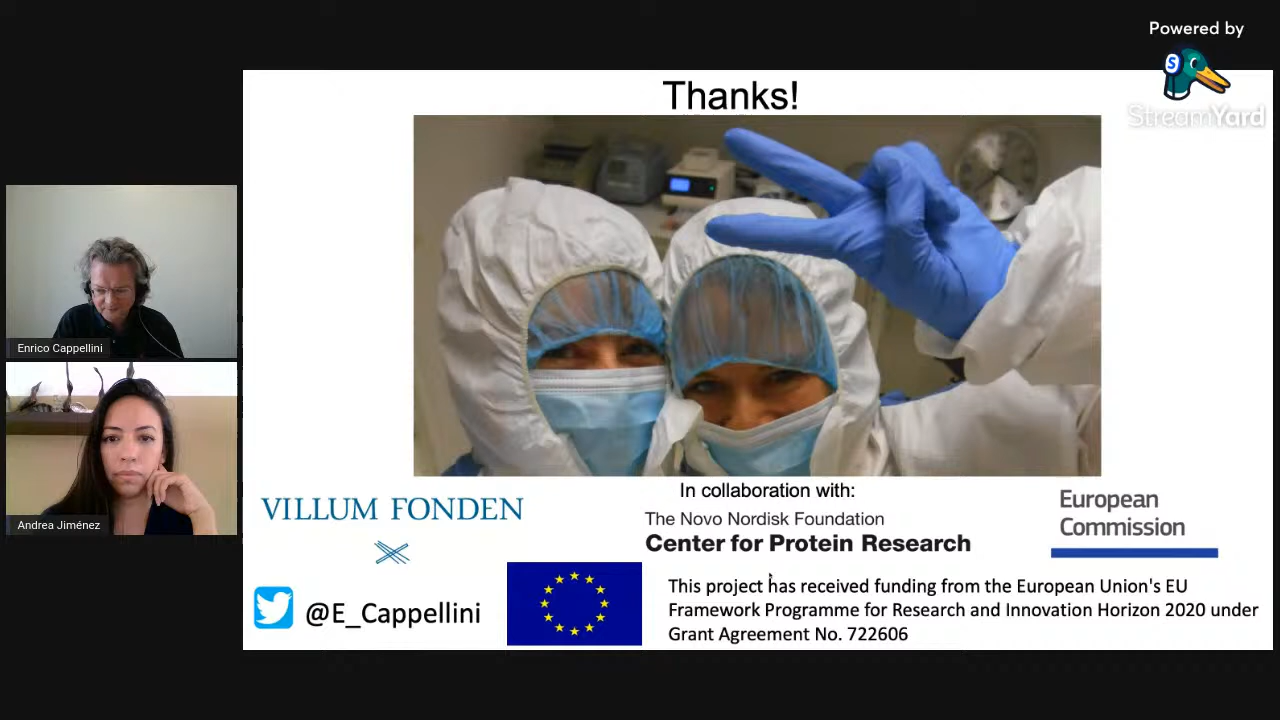 Powered by
S
StreamYard
Thanks!
Enrico Cappellini
Andrea Jiménez
In collaboration with:
VILLUM FONDEN
The Novo Nordisk Foundation
Center for Protein Research
European
Commission
@E_Cappellini
This project has received funding from the European Union's EU
Framework Programme for Research and Innovation Horizon 2020 under
Grant Agreement No. 722606